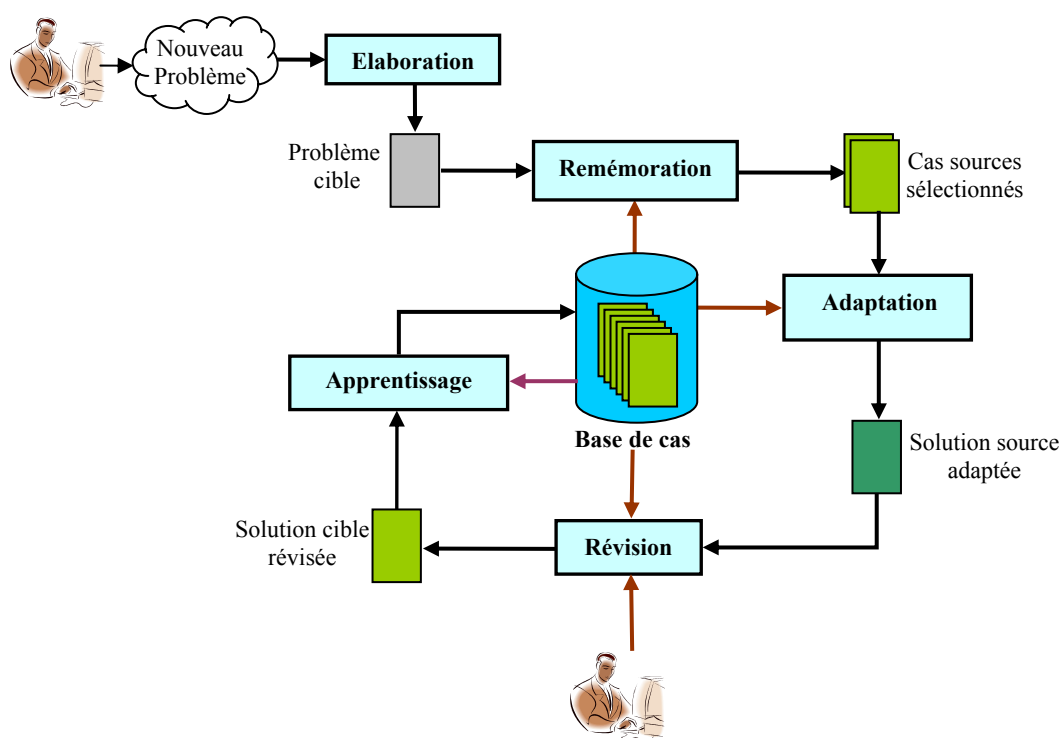 Nouveau
Problème
Elaboration
Problème
cible
Remémoration
Cas sources
sélectionnés
Adaptation
Apprentissage
Base de cas
Solution source
adaptée
Solution cible
révisée
Révision